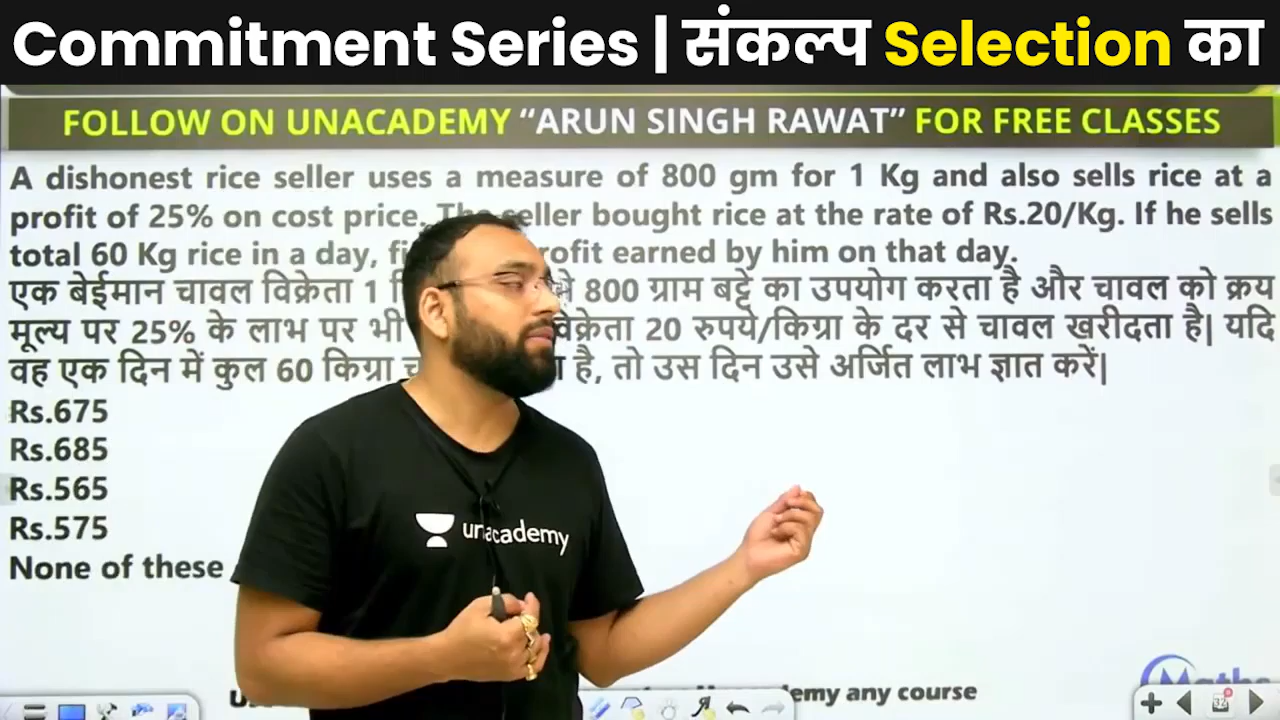 Commitment Series | संकल्प Selection का
FOLLOW ON UNACADEMY “ARUN SINGH RAWAT” FOR FREE CLASSES
A dishonest rice seller uses a measure of 800 gm for 1 Kg and also sells rice at a
profit of 25% on cost price. The seller bought rice at the rate of Rs.20/Kg. If he sells
total 60 Kg rice in a day, profit earned by him on that day.
एक बेईमान चावल विक्रेता 1 800 ग्राम बट्टे का उपयोग करता है और चावल को क्रय
मूल्य पर 25% के लाभ पर भी विक्रेता 20 रुपये/किग्रा के दर से चावल खरीदता है| यदि
वह एक दिन में कुल 60 किग्रा है, तो उस दिन उसे अर्जित लाभ ज्ञात करें|
Rs.675
Rs.685
Rs.565
Rs.575
None of these
unacademy
any course
Maths